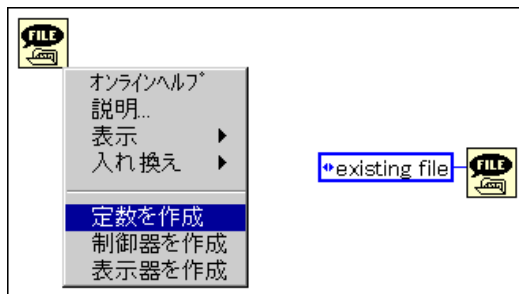 FILE
オンラインヘルプ
説明...
表示
入れ換え
定数を作成
制御器を作成
表示器を作成
existing file
FILE